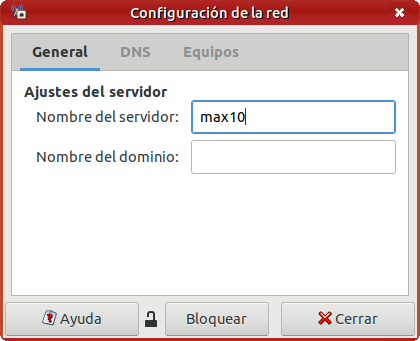 Configuración de la red
General DNS Equipos
Ajustes del servidor
Nombre del servidor: max10
Nombre del dominio:
Ayuda Bloquear Cerrar